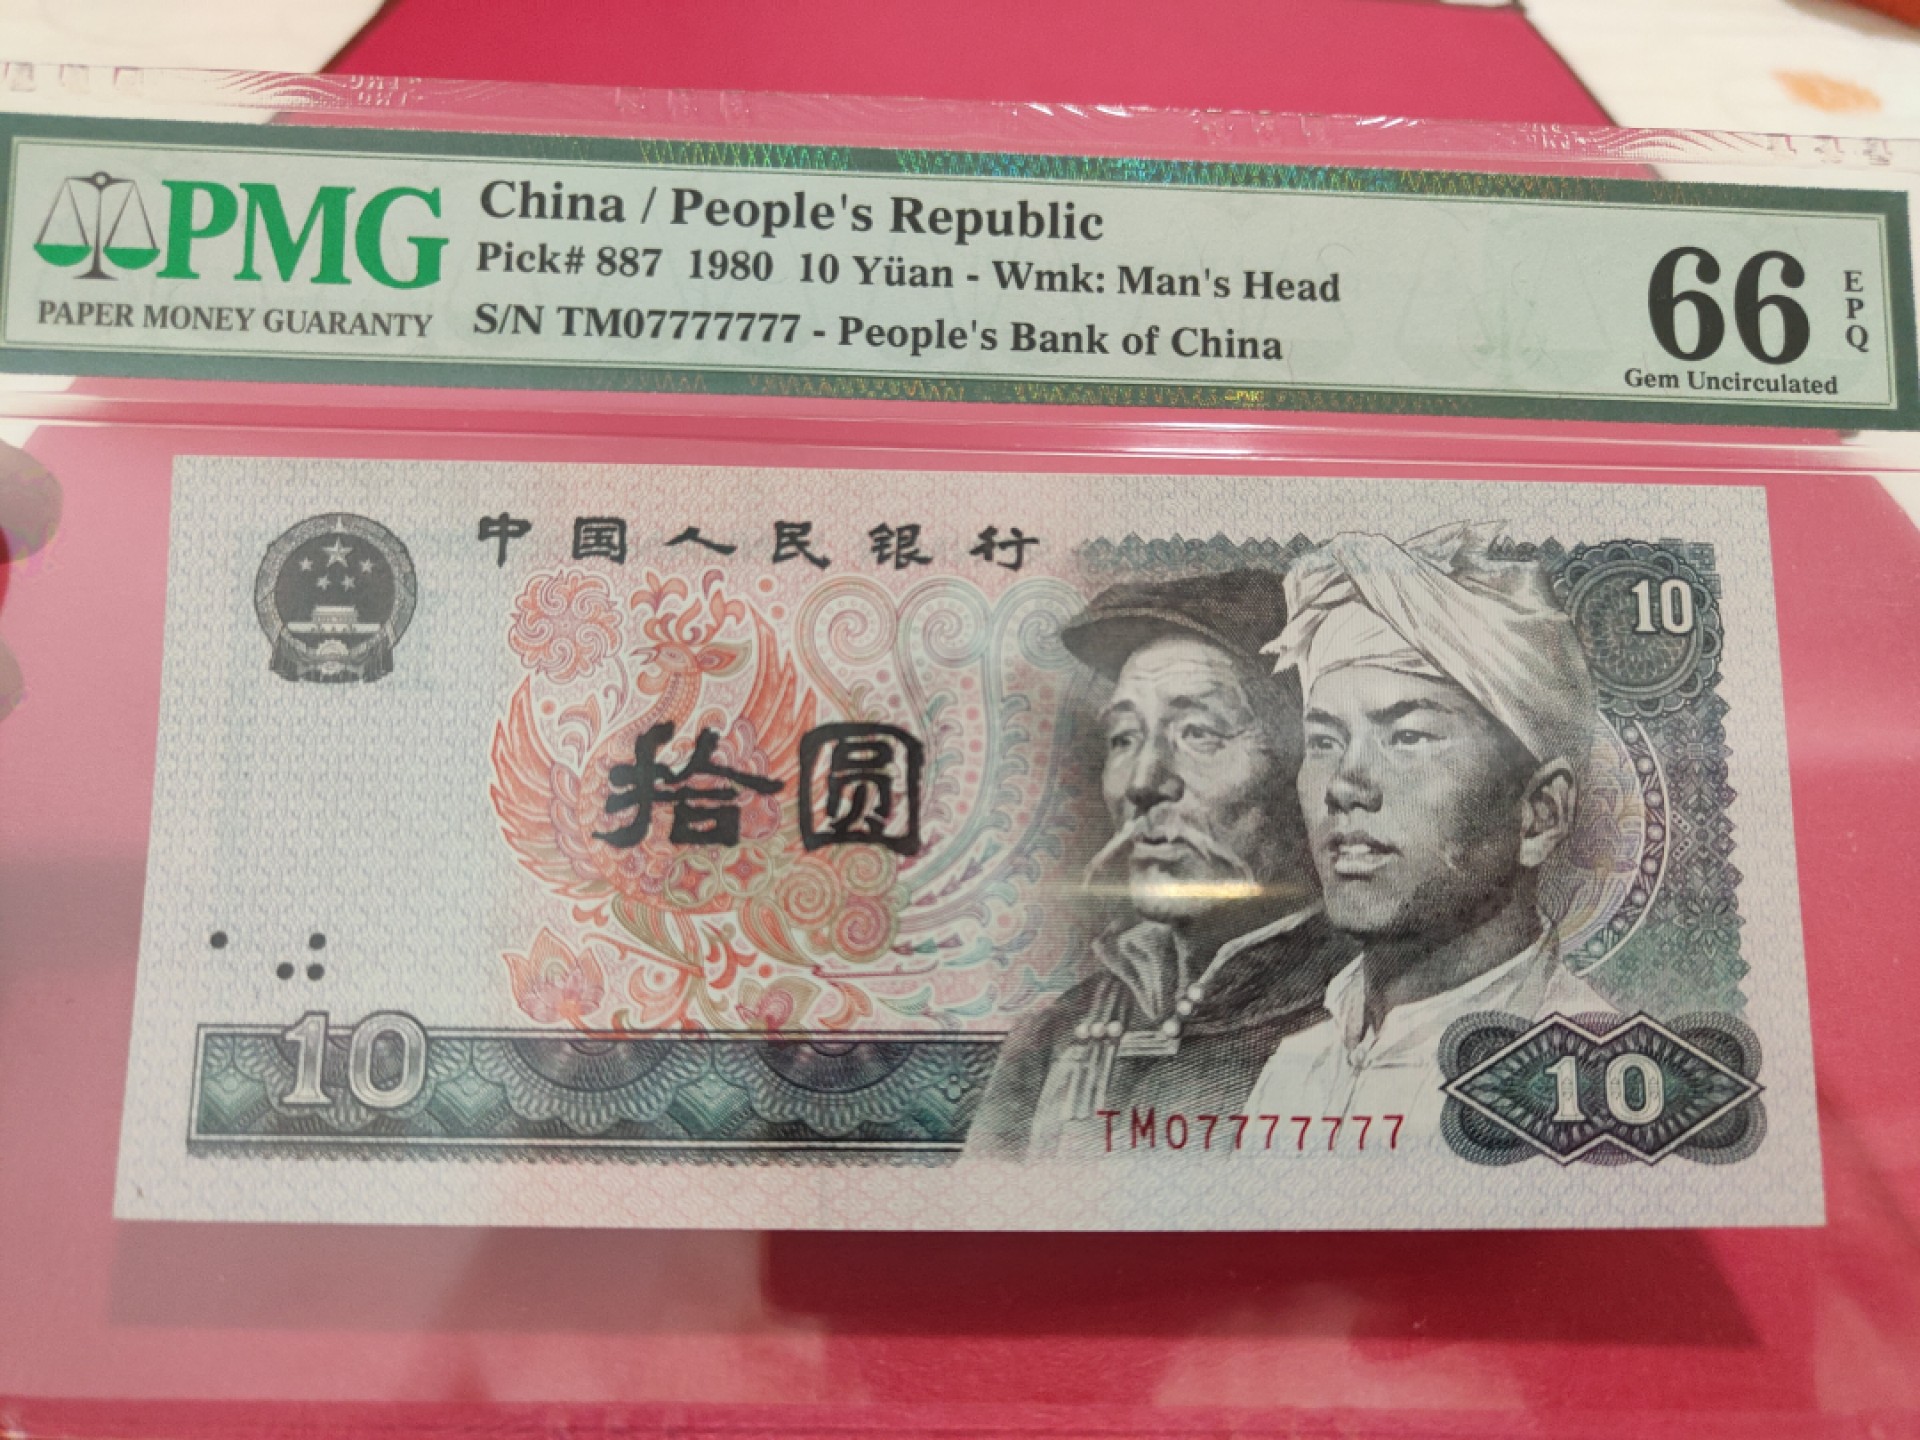 PMG
PAPER MONEY GUARANTY
China / People's Republic
Pick# 887 1980 10 Yüan - Wmk: Man's Head
S/N TM07777777 - People's Bank of China
66
EPQ
Gem Uncirculated
中国人民银行
10
拾圆
10
TM07777777
10